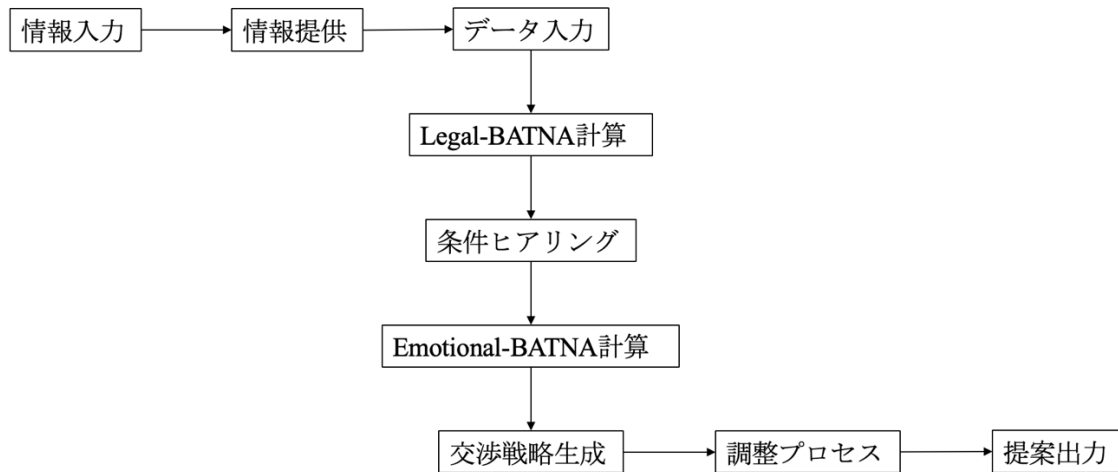 情報入力
情報提供
データ入力
Legal-BATNA計算
条件ヒアリング
Emotional-BATNA計算
交渉戦略生成
調整プロセス
提案出力